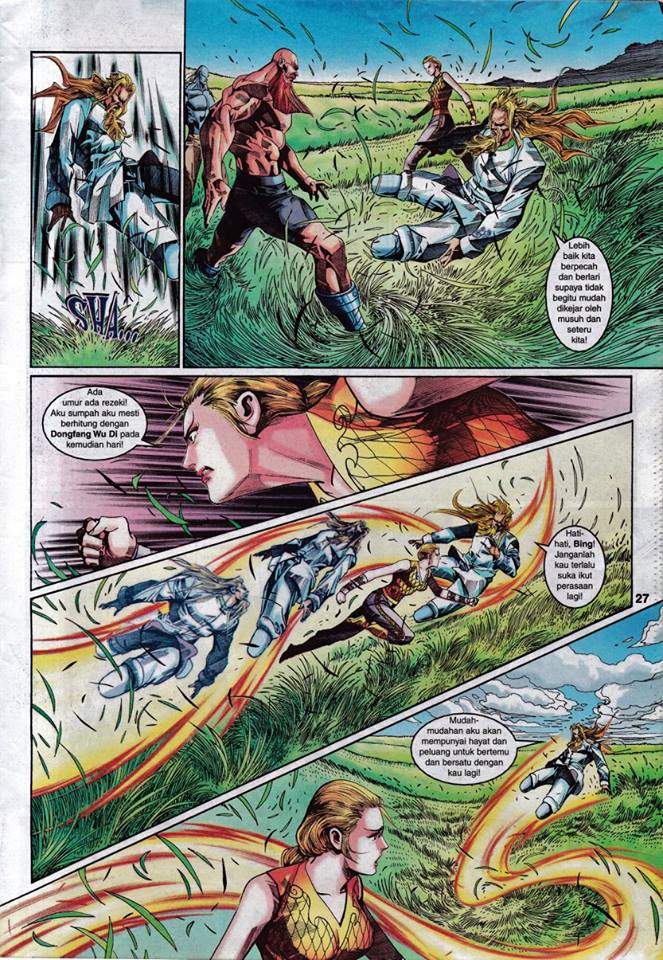 SHA...
Lebih
baik kita
berpecah
dan berlari
supaya tidak
begitu mudah
dikejar oleh
musuh dan
seteru
kita!
Ada
umur ada rezeki!
Aku sumpah aku mesti
berhitung dengan
Dongfang Wu Di pada
kemudian hari!
Hati-
hati, Bing!
Janganlah
kau terlalu
suka ikut
perasaan
lagi!
27
Mudah-
mudahan aku akan
mempunyai hayat dan
peluang untuk bertemu
dan bersatu dengan
kau lagi!